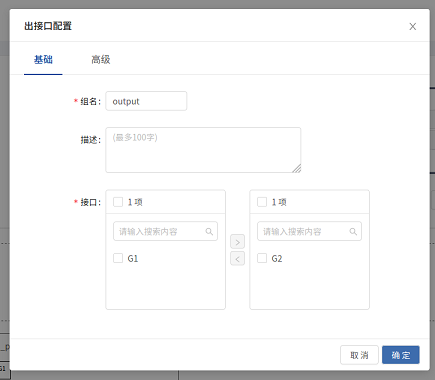 出接口配置
基础
高级
* 组名: output
描述: (最多100字)
* 接口:
1 项
请输入搜索内容
G1
1 项
请输入搜索内容
G2
取 消
确 定
_p
G1